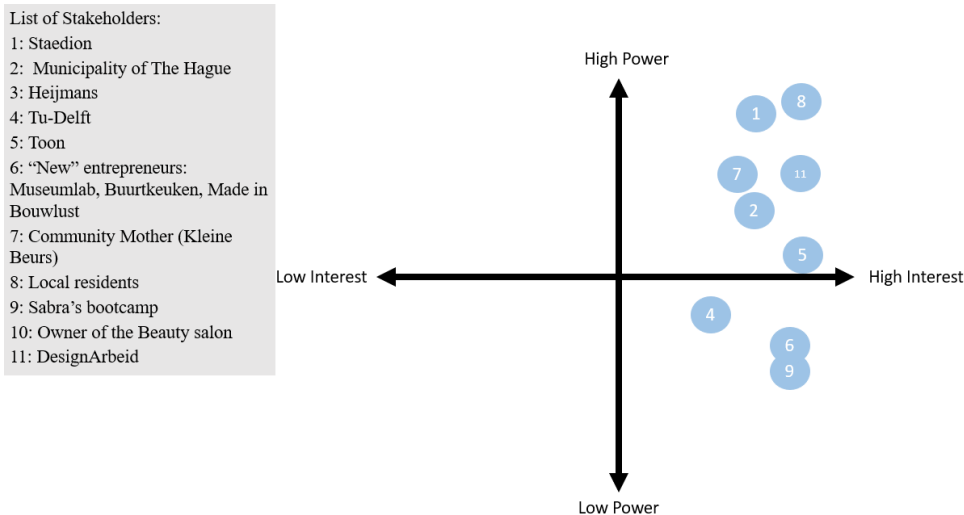 List of Stakeholders:
1: Staedion
2:  Municipality of The Hague
3: Heijmans
4: Tu-Delft
5: Toon
6: “New” entrepreneurs:
Museumlab, Buurtkeuken, Made in
Bouwlust
7: Community Mother (Kleine
Beurs)
8: Local residents
9: Sabra’s bootcamp
10: Owner of the Beauty salon
11: DesignArbeid
High Power
1
8
7
11
2
5
Low Interest
High Interest
4
6
9
Low Power